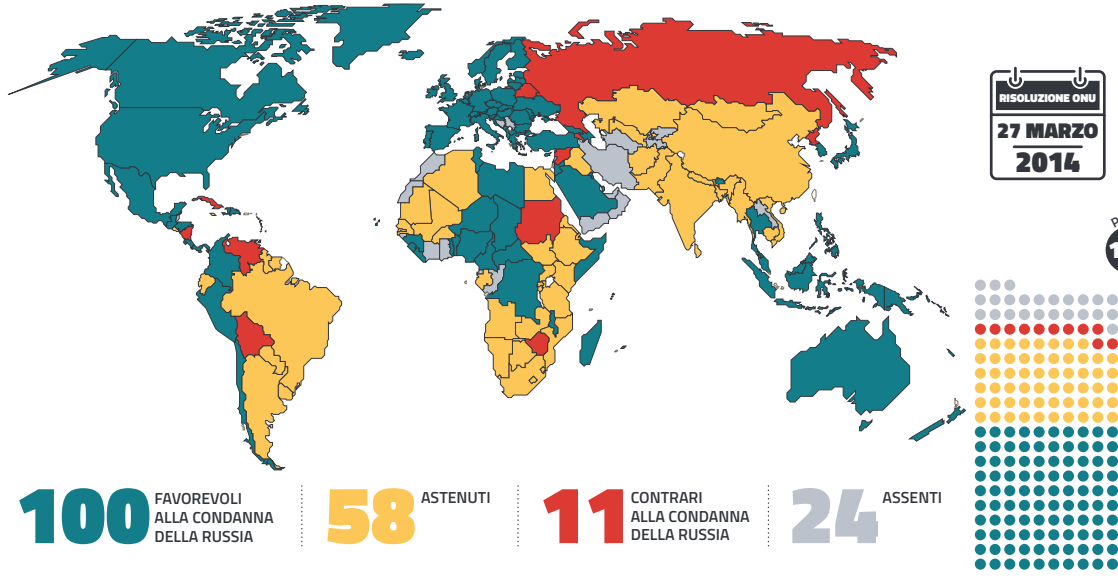 RISOLUZIONE ONU
27 MARZO
2014
100 FAVOREVOLI
ALLA CONDANNA
DELLA RUSSIA
58 ASTENUTI
11 CONTRARI
ALLA CONDANNA
DELLA RUSSIA
24 ASSENTI